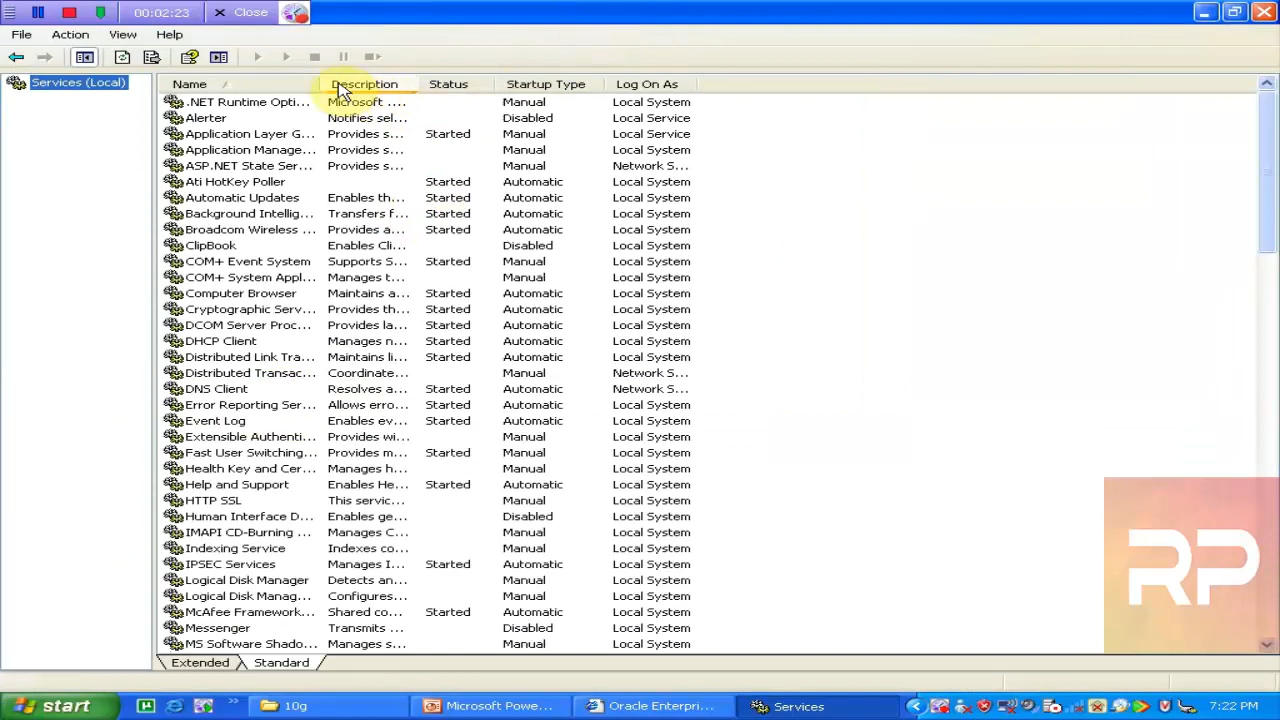 00:02:23 Close
File Action View Help
Services (Local)
Name Description Status Startup Type Log On As
.NET Runtime Opti... Microsoft .... Manual Local System
Alerter Notifies sel... Disabled Local Service
Application Layer G... Provides s... Started Manual Local Service
Application Manage... Provides s... Manual Local System
ASP.NET State Ser... Provides s... Manual Network S...
Ati HotKey Poller Started Automatic Local System
Automatic Updates Enables th... Started Automatic Local System
Background Intellig... Transfers f... Started Automatic Local System
Broadcom Wireless ... Provides a... Started Automatic Local System
ClipBook Enables Cli... Disabled Local System
COM+ Event System Supports S... Started Manual Local System
COM+ System Appl... Manages t... Manual Local System
Computer Browser Maintains a... Started Automatic Local System
Cryptographic Serv... Provides th... Started Automatic Local System
DCOM Server Proc... Provides la... Started Automatic Local System
DHCP Client Manages n... Started Automatic Local System
Distributed Link Tra... Maintains li... Started Automatic Local System
Distributed Transac... Coordinate... Manual Network S...
DNS Client Resolves a... Started Automatic Network S...
Error Reporting Ser... Allows erro... Started Automatic Local System
Event Log Enables ev... Started Automatic Local System
Extensible Authenti... Provides wi... Manual Local System
Fast User Switching... Provides m... Started Manual Local System
Health Key and Cer... Manages h... Manual Local System
Help and Support Enables He... Started Automatic Local System
HTTP SSL This servic... Manual Local System
Human Interface D... Enables ge... Disabled Local System
IMAPI CD-Burning ... Manages C... Manual Local System
Indexing Service Indexes co... Manual Local System
IPSEC Services Manages I... Started Automatic Local System
Logical Disk Manager Detects an... Manual Local System
Logical Disk Manag... Configures... Manual Local System
McAfee Framework... Shared co... Started Automatic Local System
Messenger Transmits ... Disabled Local System
MS Software Shado... Manages s... Manual Local System
RP
Extended Standard
start 10g Microsoft Powe... Oracle Enterpri... Services 7:22 PM